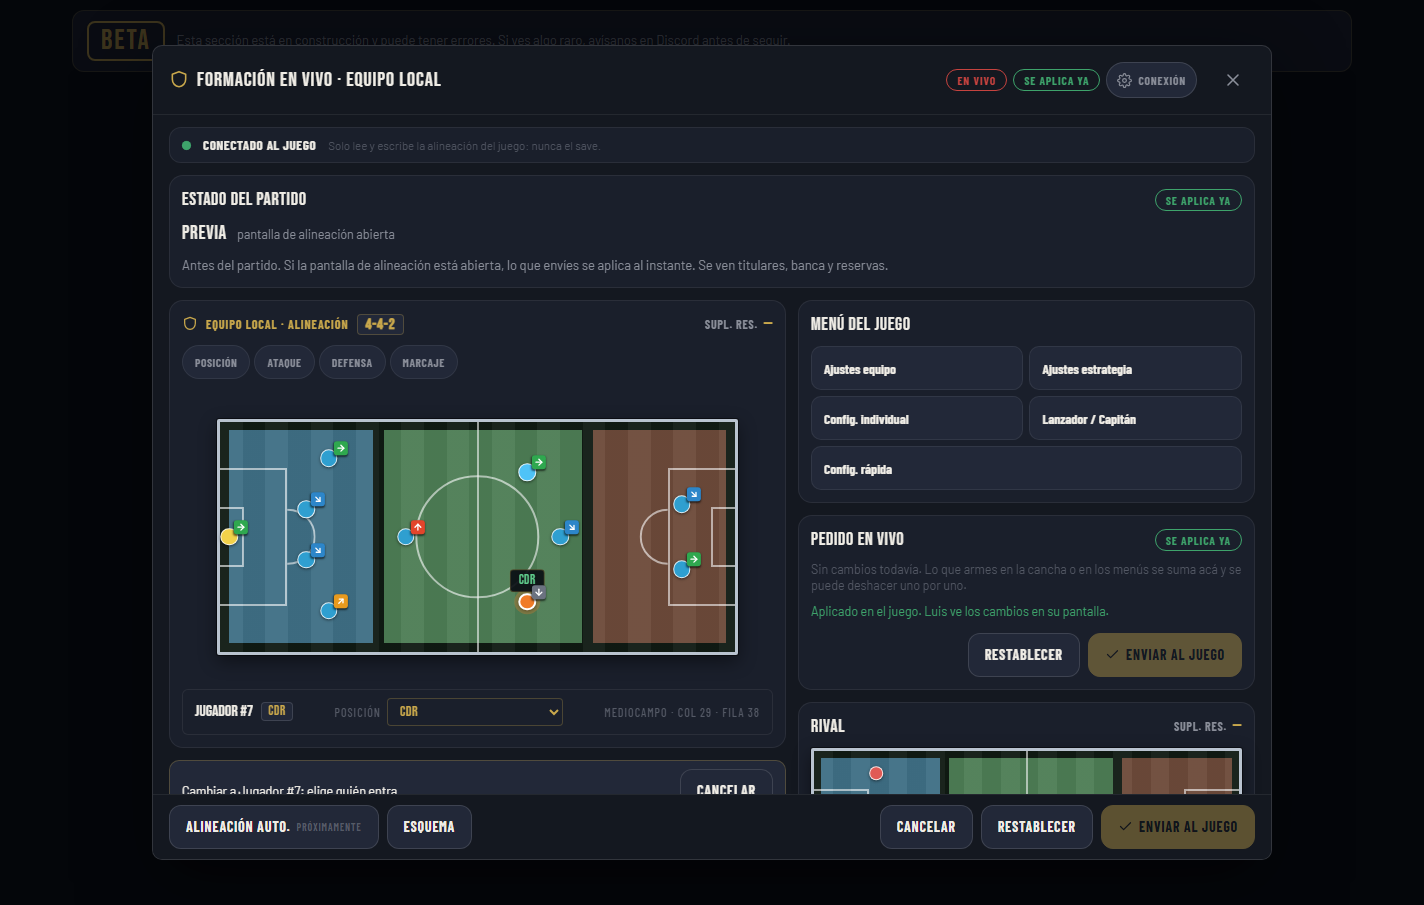 BETA
Esta sección está en construcción y puede tener errores. Si ves algo raro, avisanos en Discord antes de seguir.
FORMACIÓN EN VIVO · EQUIPO LOCAL
EN VIVO
SE APLICA YA
CONEXIÓN
CONECTADO AL JUEGO
Solo lee y escribe la alineación del juego: nunca el save.
ESTADO DEL PARTIDO
SE APLICA YA
PREVIA pantalla de alineación abierta
Antes del partido. Si la pantalla de alineación está abierta, lo que envíes se aplica al instante. Se ven titulares, banca y reservas.
EQUIPO LOCAL · ALINEACIÓN
4-4-2
SUPL. RES. —
POSICIÓN
ATAQUE
DEFENSA
MARCAJE
CDR
JUGADOR #7
CDR
POSICIÓN
CDR
MEDIOCAMPO · COL 29 · FILA 38
Cambiar a Jugador #7: elige quién entra
CANCELAR
MENÚ DEL JUEGO
Ajustes equipo
Ajustes estrategia
Config. individual
Lanzador / Capitán
Config. rápida
PEDIDO EN VIVO
SE APLICA YA
Sin cambios todavía. Lo que armes en la cancha o en los menús se suma acá y se
puede deshacer uno por uno.
Aplicado en el juego. Luis ve los cambios en su pantalla.
RESTABLECER
ENVIAR AL JUEGO
RIVAL
SUPL. RES. —
ALINEACIÓN AUTO. PRÓXIMAMENTE
ESQUEMA
CANCELAR
RESTABLECER
ENVIAR AL JUEGO